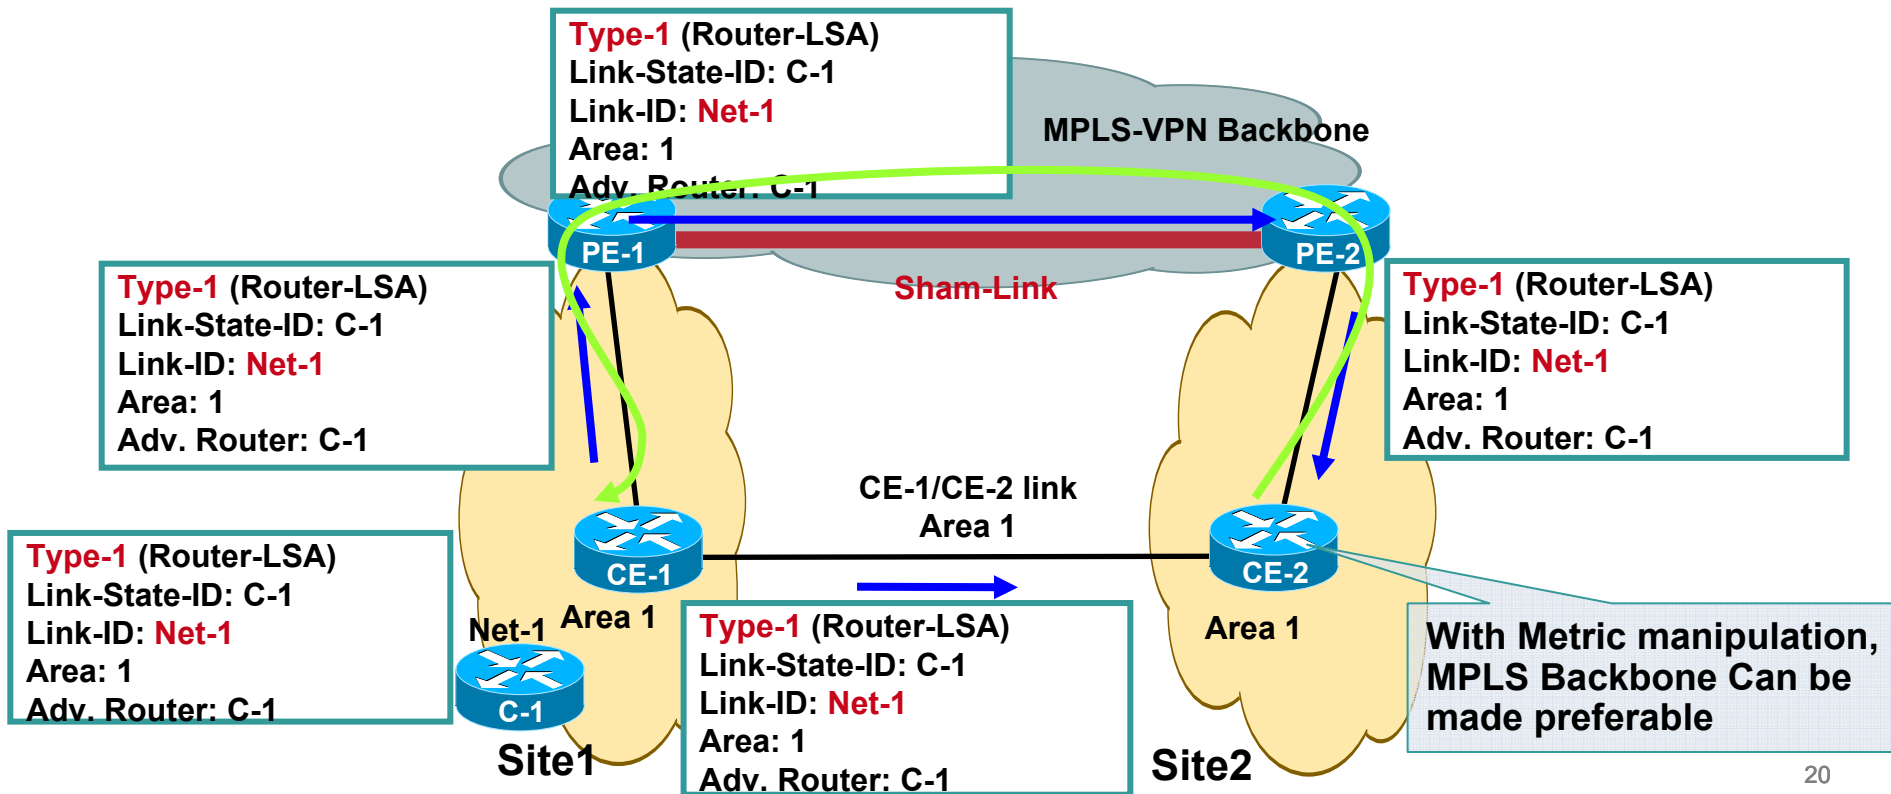 Type-1 (Router-LSA)
Link-State-ID: C-1
Link-ID: Net-1
Area: 1
Adv. Router: C-1
MPLS-VPN Backbone
PE-1
PE-2
Sham-Link
Type-1 (Router-LSA)
Link-State-ID: C-1
Link-ID: Net-1
Area: 1
Adv. Router: C-1
Type-1 (Router-LSA)
Link-State-ID: C-1
Link-ID: Net-1
Area: 1
Adv. Router: C-1
CE-1/CE-2 link
Area 1
CE-1
CE-2
Type-1 (Router-LSA)
Link-State-ID: C-1
Link-ID: Net-1
Area: 1
Adv. Router: C-1
Net-1
Area 1
C-1
Site1
Type-1 (Router-LSA)
Link-State-ID: C-1
Link-ID: Net-1
Area: 1
Adv. Router: C-1
Area 1
Site2
With Metric manipulation,
MPLS Backbone Can be
made preferable
20